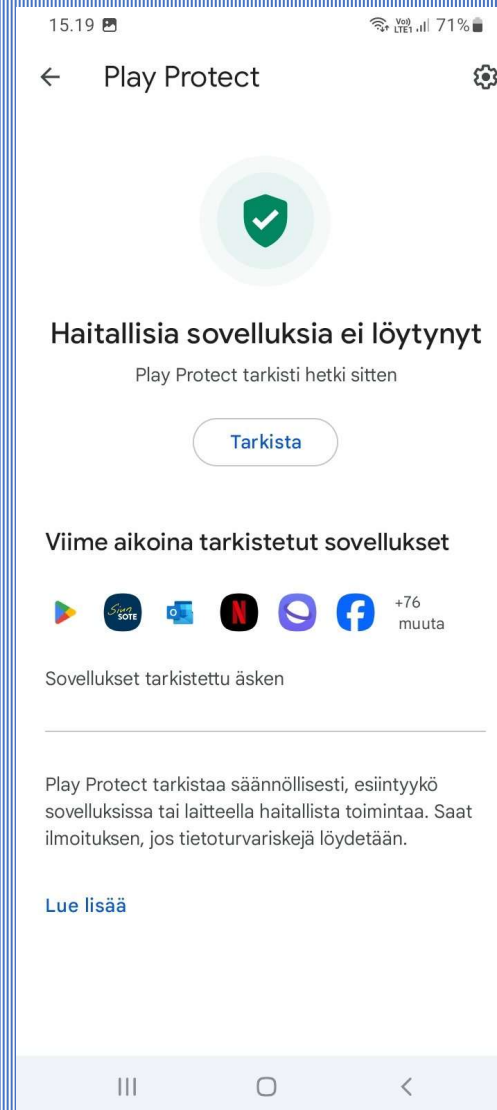 15.19 71%
Play Protect
Haitallisia sovelluksia ei löytynyt
Play Protect tarkisti hetki sitten
Tarkista
Viime aikoina tarkistetut sovellukset
Siun SOTE
+76
muuta
Sovellukset tarkistettu äsken
Play Protect tarkistaa säännöllisesti, esiintyykö
sovelluksissa tai laitteella haitallista toimintaa. Saat
ilmoituksen, jos tietoturvariskejä löydetään.
Lue lisää